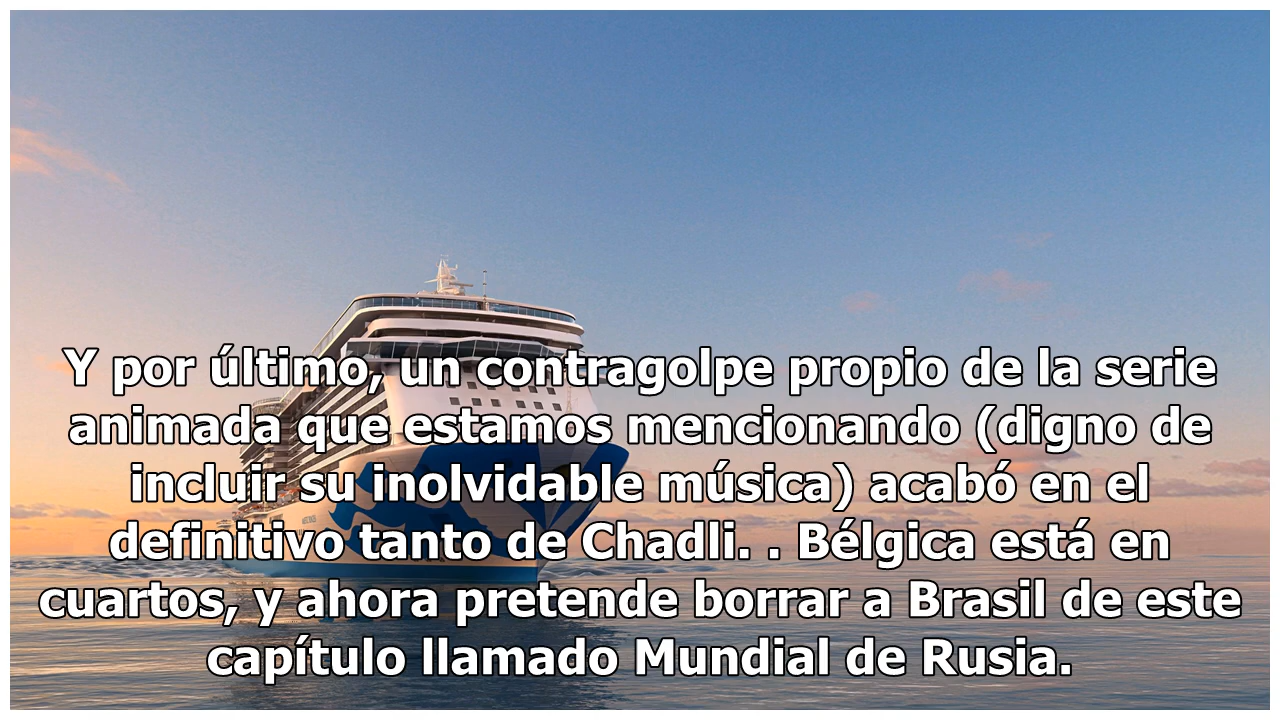 Y por último, un contragolpe propio de la serie
animada que estamos mencionando (digno de
incluir su inolvidable música) acabó en el
definitivo tanto de Chadli. . Bélgica está en
cuartos, y ahora pretende borrar a Brasil de este
capítulo llamado Mundial de Rusia.